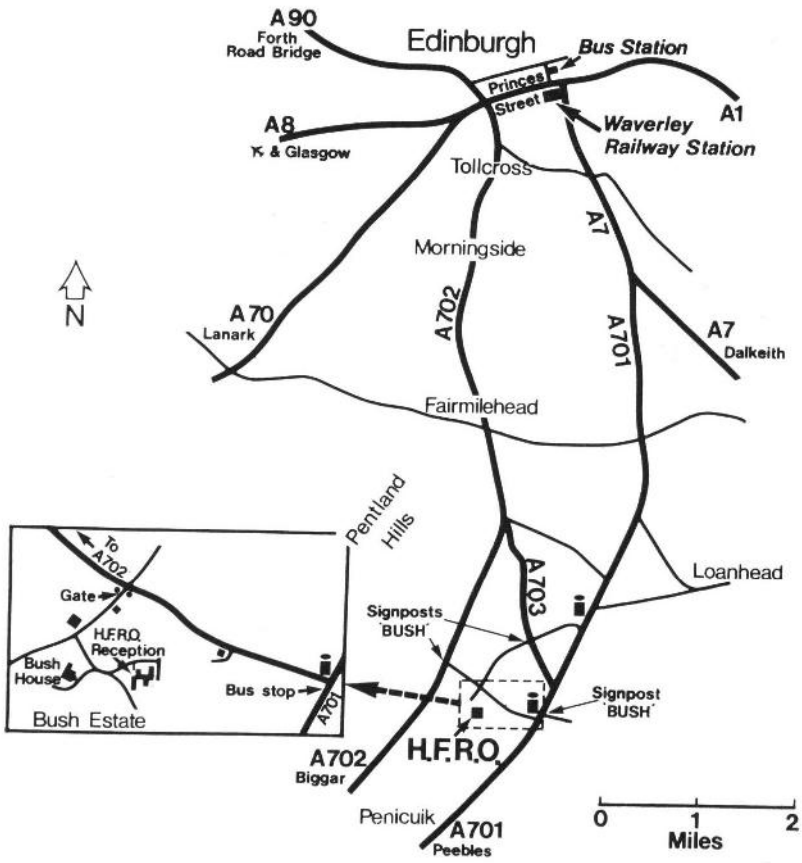 A90
Forth
Road Bridge
Edinburgh
Bus Station
Princes
Street
A1
A8
& Glasgow
Waverley
Railway Station
Tollcross
A7
Morningside
N
A70
Lanark
A702
A701
A7
Dalkeith
Fairmilehead
Pentland
Hills
To
A702
Gate
H.F.R.O.
Reception
Bush
House
Bus stop
A701
Bush Estate
A703
Loanhead
Signposts
'BUSH'
Signpost
'BUSH'
H.F.R.O.
A702
Biggar
Penicuik
A701
Peebles
0 1 2
Miles